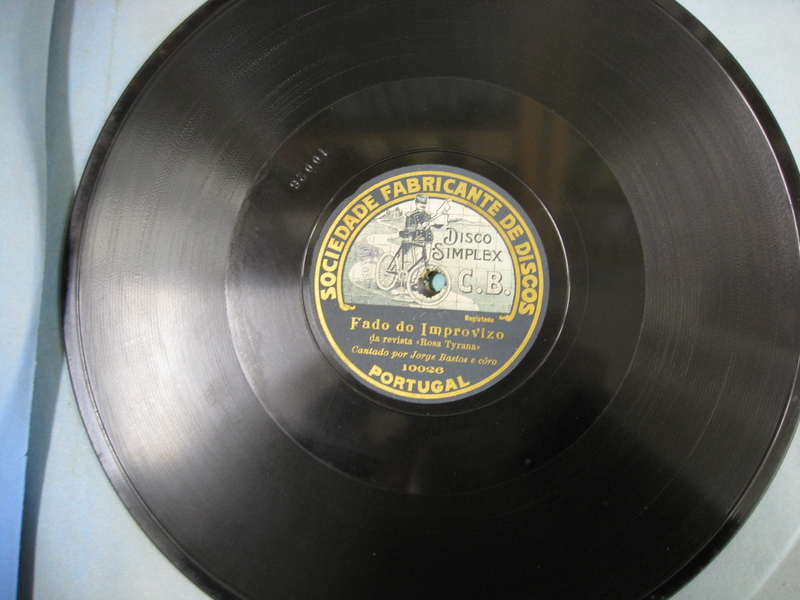 SOCIEDADE FABRICANTE DE DISCOS
DISCO
SIMPLEX
C.B.
Registado
Fado do Improvizo
da revista «Rosa Tyrana»
Cantado por Jorge Bastos e côro
10026
PORTUGAL
10026